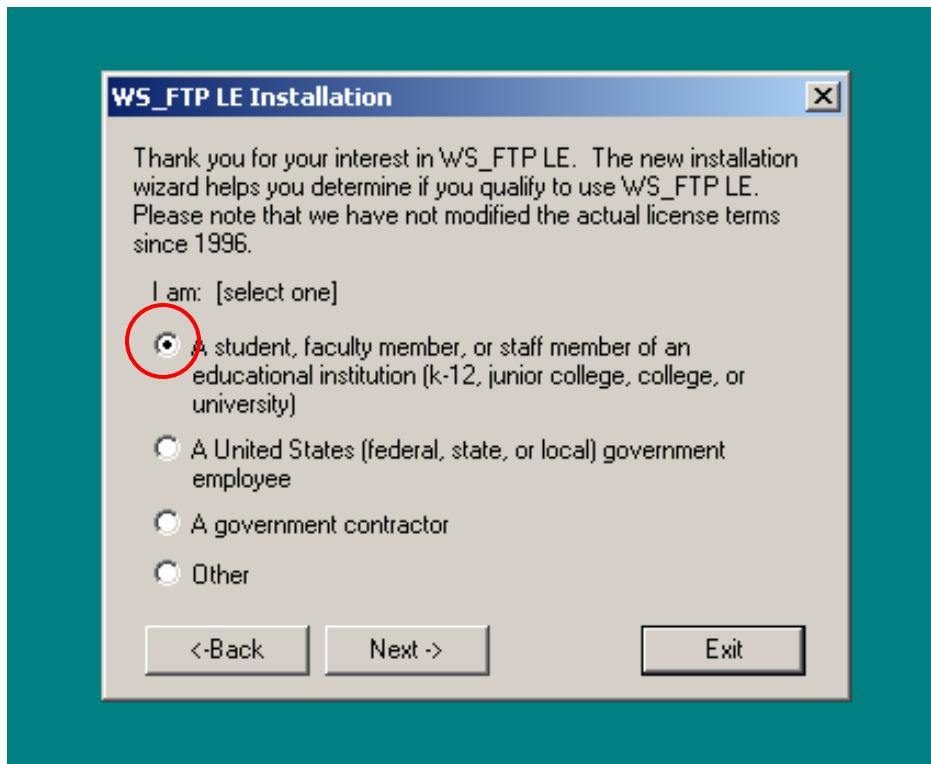 WS_FTP LE Installation
Thank you for your interest in WS_FTP LE. The new installation
wizard helps you determine if you qualify to use WS_FTP LE.
Please note that we have not modified the actual license terms
since 1996.
I am: [select one]
A student, faculty member, or staff member of an
educational institution (k-12, junior college, college, or
university)
A United States (federal, state, or local) government
employee
A government contractor
Other
<-Back Next -> Exit